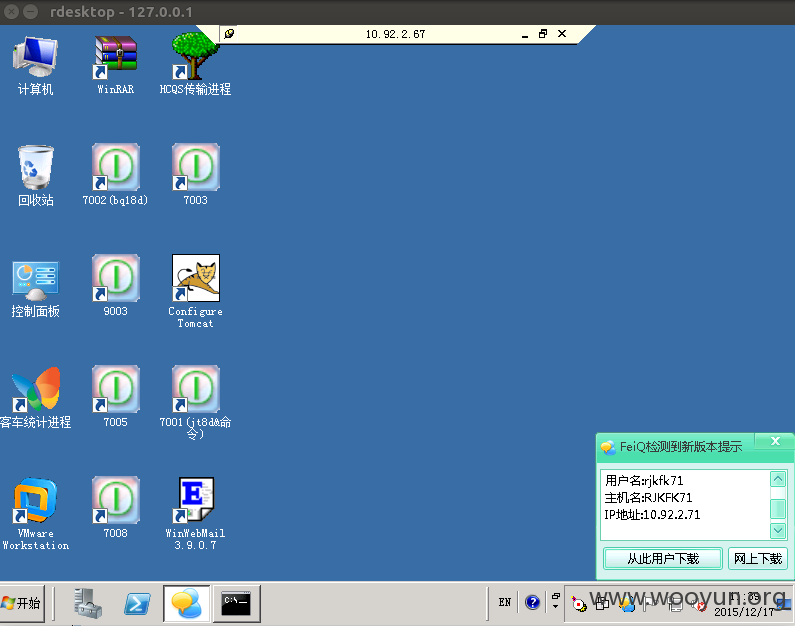 rdesktop - 127.0.0.1
10.92.2.67
计算机
WinRAR
HCQS传输进程
回收站
7002(bq18d)
7003
控制面板
9003
Configure
Tomcat
客车统计进程
7005
7001(jt8d&命
令)
VMware
Workstation
7008
WinWebMail
3.9.0.7
FeiQ检测到新版本提示
用户名:rjkfk71
主机名:RJKFK71
IP地址:10.92.2.71
从此用户下载
网上下载
开始
C:\
EN
www.wooyun.org
2015/12/17